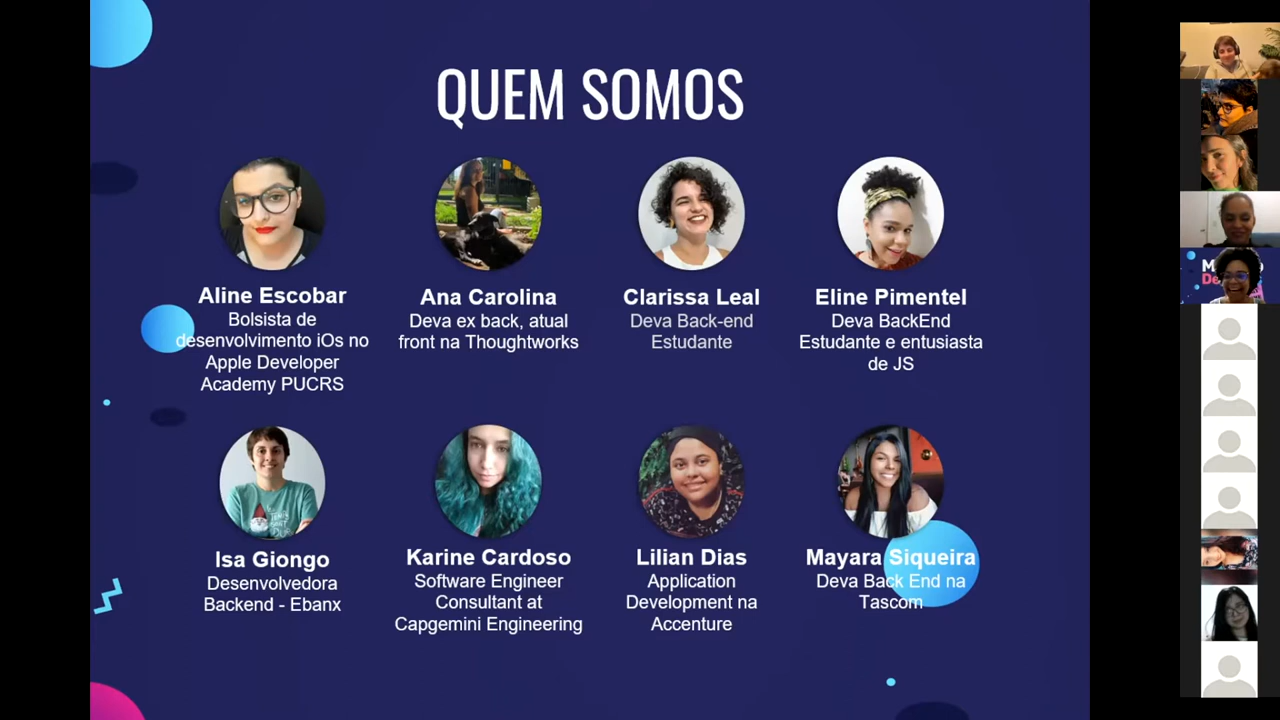 QUEM SOMOS
Aline Escobar
Bolsista de
desenvolvimento iOs no
Apple Developer
Academy PUCRS
Ana Carolina
Deva ex back, atual
front na Thoughtworks
Clarissa Leal
Deva Back-end
Estudante
Eline Pimentel
Deva BackEnd
Estudante e entusiasta
de JS
Isa Giongo
Desenvolvedora
Backend - Ebanx
Karine Cardoso
Software Engineer
Consultant at
Capgemini Engineering
Lilian Dias
Application
Development na
Accenture
Mayara Siqueira
Deva Back End na
Tascom